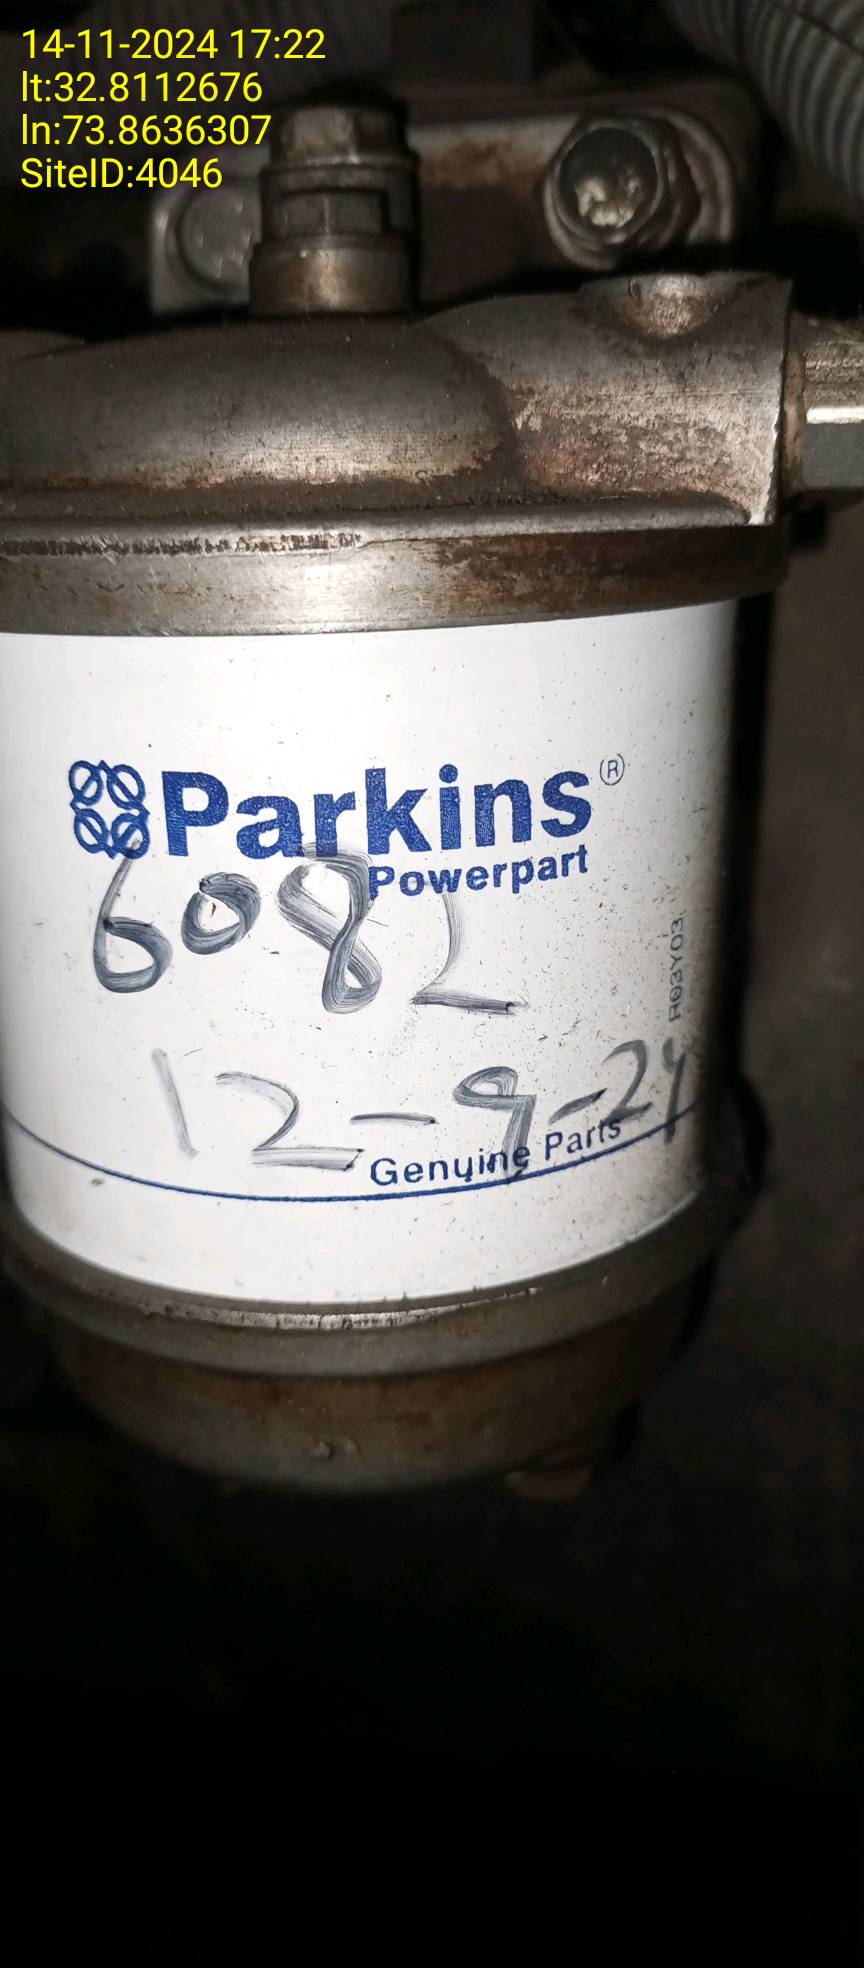 14-11-2024 17:22
lt:32.8112676
ln:73.8636307
SiteID:4046
Parkins®
Powerpart
6082
R03Y03
12-9-24
Genuine Parts